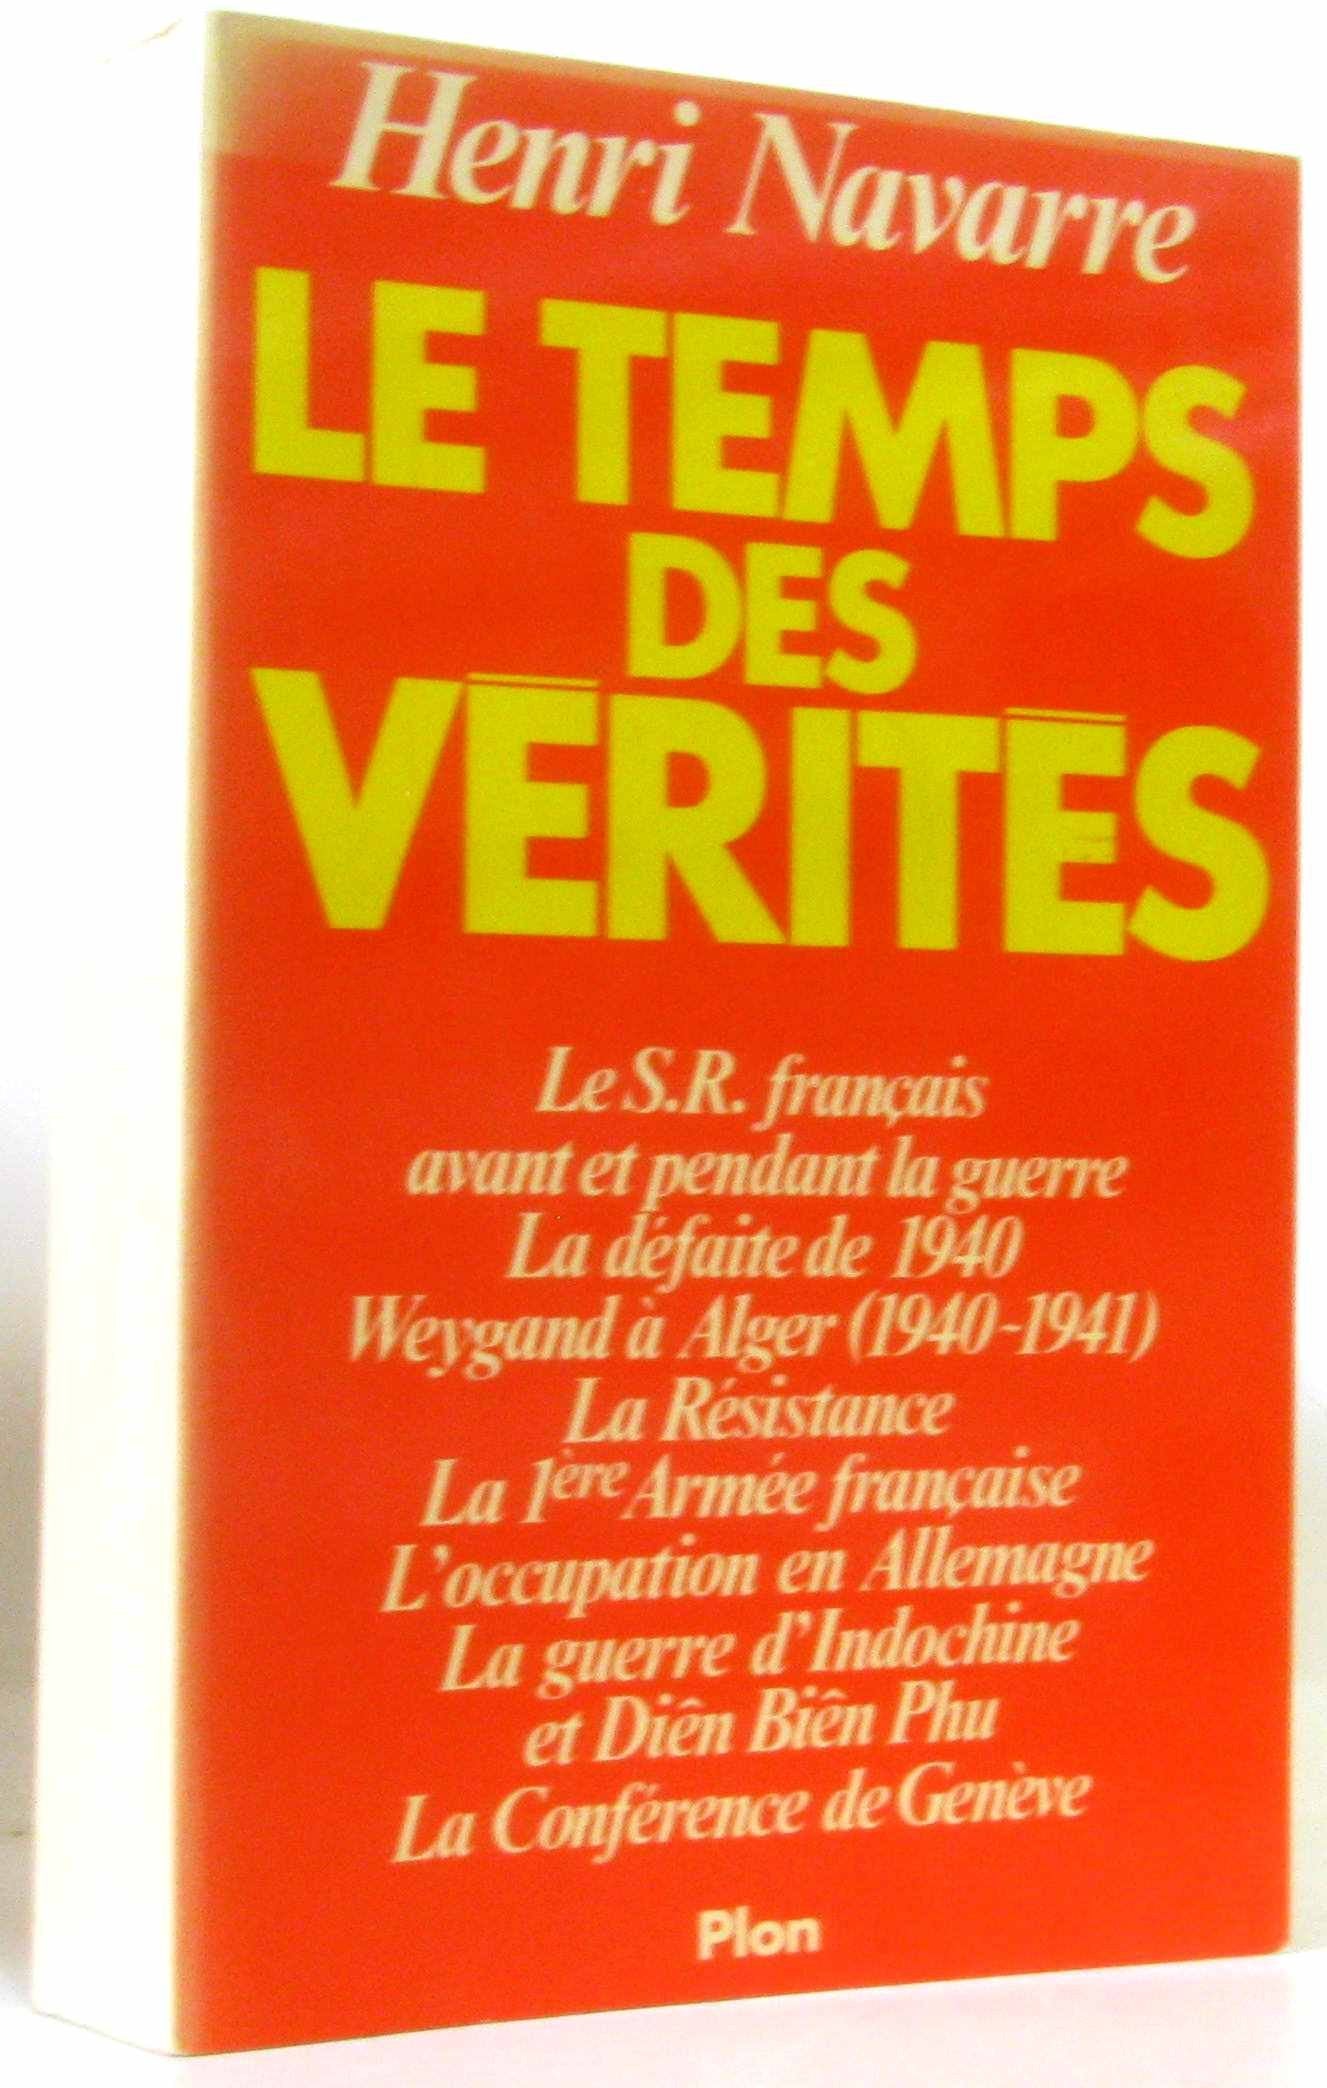 Henri Navarre
LE TEMPS
DES
VÉRITÉS
Le S.R. français
avant et pendant la guerre
La défaite de 1940
Weygand à Alger (1940-1941)
La Résistance
La 1ère Armée française
L'occupation en Allemagne
La guerre d'Indochine
et Diên Biên Phu
La Conférence de Genève
Plon